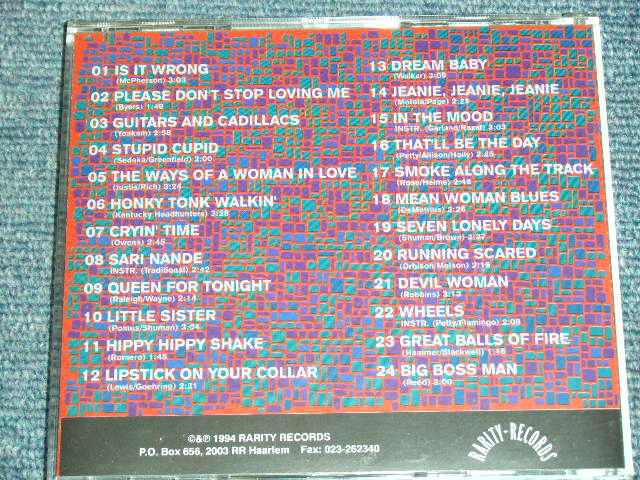 01 IS IT WRONG
(McPherson) 3:03
02 PLEASE DON'T STOP LOVING ME
(Byers) 1:49
03 GUITARS AND CADILLACS
(Yoakam) 2:58
04 STUPID CUPID
(Sedaka/Greenfield) 2:00
05 THE WAYS OF A WOMAN IN LOVE
(Justis/Rich) 3:24
06 HONKY TONK WALKIN'
(Kentucky Headhunters) 3:28
07 CRYIN' TIME
(Owens) 2:45
08 SARI NANDE
INSTR. (Traditional) 2:42
09 QUEEN FOR TONIGHT
(Raleigh/Wayne) 2:14
10 LITTLE SISTER
(Pomus/Shuman) 3:04
11 HIPPY HIPPY SHAKE
(Romero) 1:45
12 LIPSTICK ON YOUR COLLAR
(Lewis/Goehring) 2:21
13 DREAM BABY
(Walker) 3:09
14 JEANIE, JEANIE, JEANIE
(Motola/Page) 2:25
15 IN THE MOOD
INSTR. (Garland/Razaf) 3:03
16 THAT'LL BE THE DAY
(Petty/Allison/Holly) 2:25
17 SMOKE ALONG THE TRACK
(Rose/Helms) 2:48
18 MEAN WOMAN BLUES
(DeMetrius) 2:26
19 SEVEN LONELY DAYS
(Shuman/Brown) 2:37
20 RUNNING SCARED
(Orbison/Melson) 2:16
21 DEVIL WOMAN
(Robbins) 3:13
22 WHEELS
INSTR. (Petty/Flamingo) 2:08
23 GREAT BALLS OF FIRE
(Hammer/Blackwell) 1:46
24 BIG BOSS MAN
(Reed) 3:00
©&℗ 1994 RARITY RECORDS
P.O. Box 656, 2003 RR Haarlem Fax: 023-262340
RARITY-RECORDS